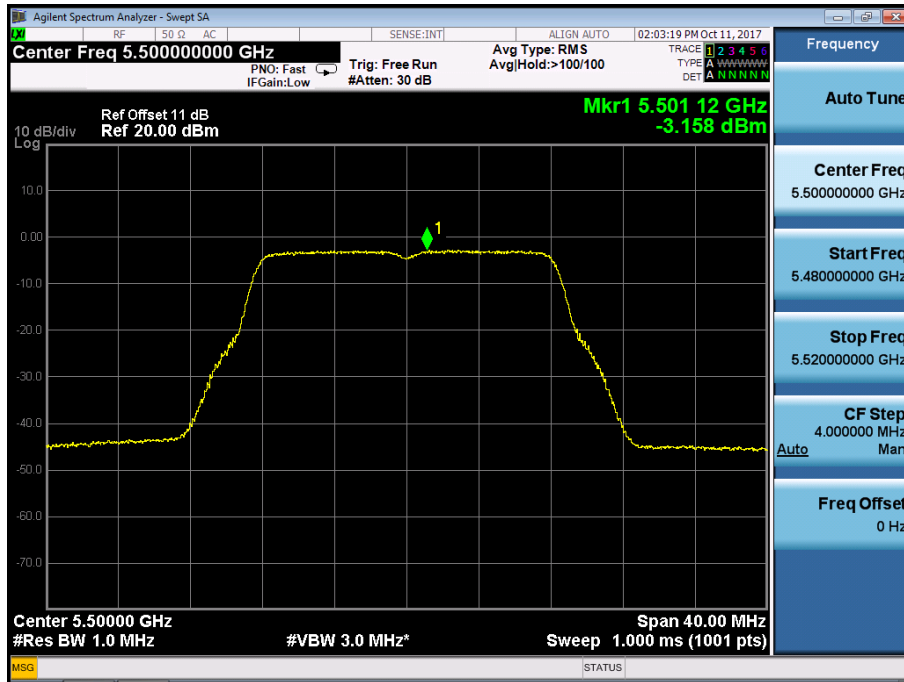 Agilent Spectrum Analyzer - Swept SA
LXI RF 50 Ω AC SENSE:INT ALIGN AUTO 02:03:19 PM Oct 11, 2017
Center Freq 5.500000000 GHz
PNO: Fast
IFGain:Low
Trig: Free Run
#Atten: 30 dB
Avg Type: RMS
Avg|Hold:>100/100
TRACE 1 2 3 4 5 6
TYPE A WWWWW
DET A N N N N N
Ref Offset 11 dB
Ref 20.00 dBm
10 dB/div
Log
Mkr1 5.501 12 GHz
-3.158 dBm
1
10.0
0.00
-10.0
-20.0
-30.0
-40.0
-50.0
-60.0
-70.0
Center 5.50000 GHz
Span 40.00 MHz
#Res BW 1.0 MHz
#VBW 3.0 MHz*
Sweep 1.000 ms (1001 pts)
MSG
STATUS
Frequency
Auto Tune
Center Freq
5.500000000 GHz
Start Freq
5.480000000 GHz
Stop Freq
5.520000000 GHz
CF Step
4.000000 MHz
Auto Man
Freq Offset
0 Hz